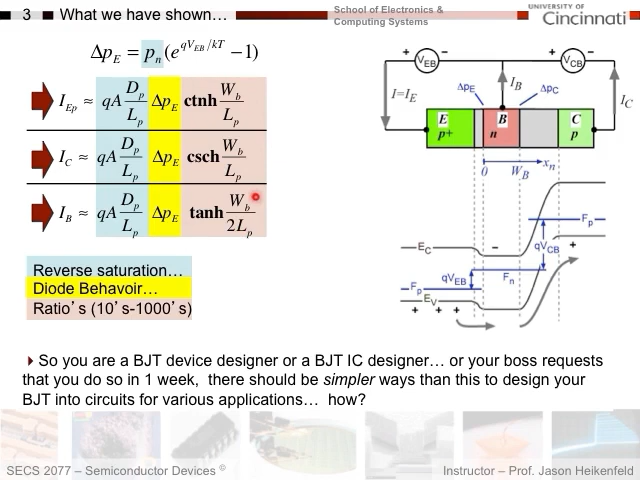 3 What we have shown…
School of Electronics &
Computing Systems
UNIVERSITY OF
Cincinnati
Δp_E = p_n(e^{qV_EB/kT} −1)
I_Ep ≈ qA D_p/L_p Δp_E ctnh W_b/L_p
I_C ≈ qA D_p/L_p Δp_E csch W_b/L_p
I_B ≈ qA D_p/L_p Δp_E tanh W_b/2L_p
Reverse saturation…
Diode Behavoir…
Ratio's (10's-1000's)
+ V_EB − + V_CB −
I=I_E I_B I_C
Δp_E Δp_C
E B C
p+ n p
0 W_B x_n
F_p
E_C − qV_CB +
qV_EB F_n
F_p
E_V
+ + +
So you are a BJT device designer or a BJT IC designer… or your boss requests
that you do so in 1 week, there should be simpler ways than this to design your
BJT into circuits for various applications… how?
SECS 2077 – Semiconductor Devices ©
Instructor – Prof. Jason Heikenfeld